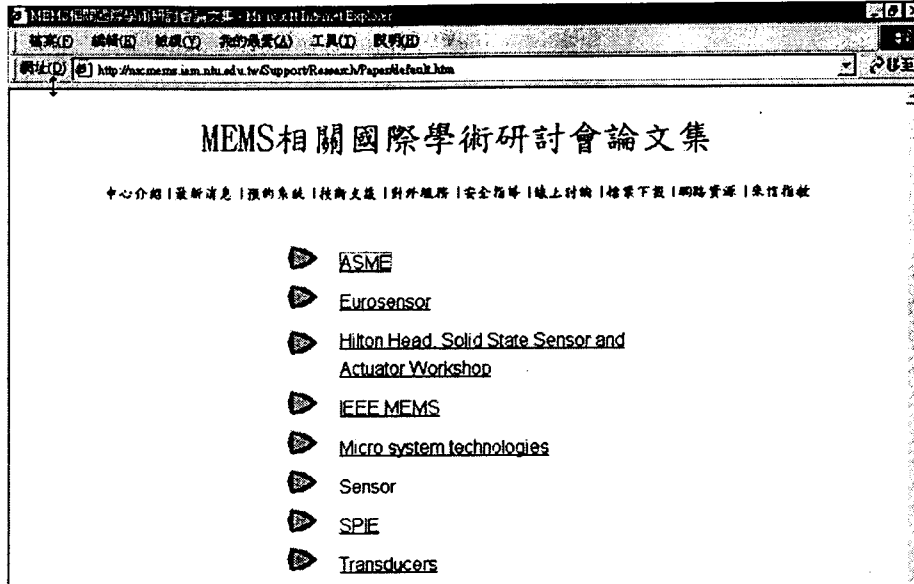 MEMS相關國際學術研討會論文集 - Microsoft Internet Explorer
檔案(F) 編輯(E) 檢視(V) 我的最愛(A) 工具(T) 說明(H)
網址(D) http://nsc.mems.iam.ntu.edu.tw/Support/Research/Paper/default.htm 移至
MEMS相關國際學術研討會論文集
中心介紹 | 最新消息 | 預約系統 | 技術支援 | 對外服務 | 安全指導 | 線上討論 | 檔案下載 | 網路資源 | 來信指教
ASME
Eurosensor
Hilton Head, Solid State Sensor and
Actuator Workshop
IEEE MEMS
Micro system technologies
Sensor
SPIE
Transducers